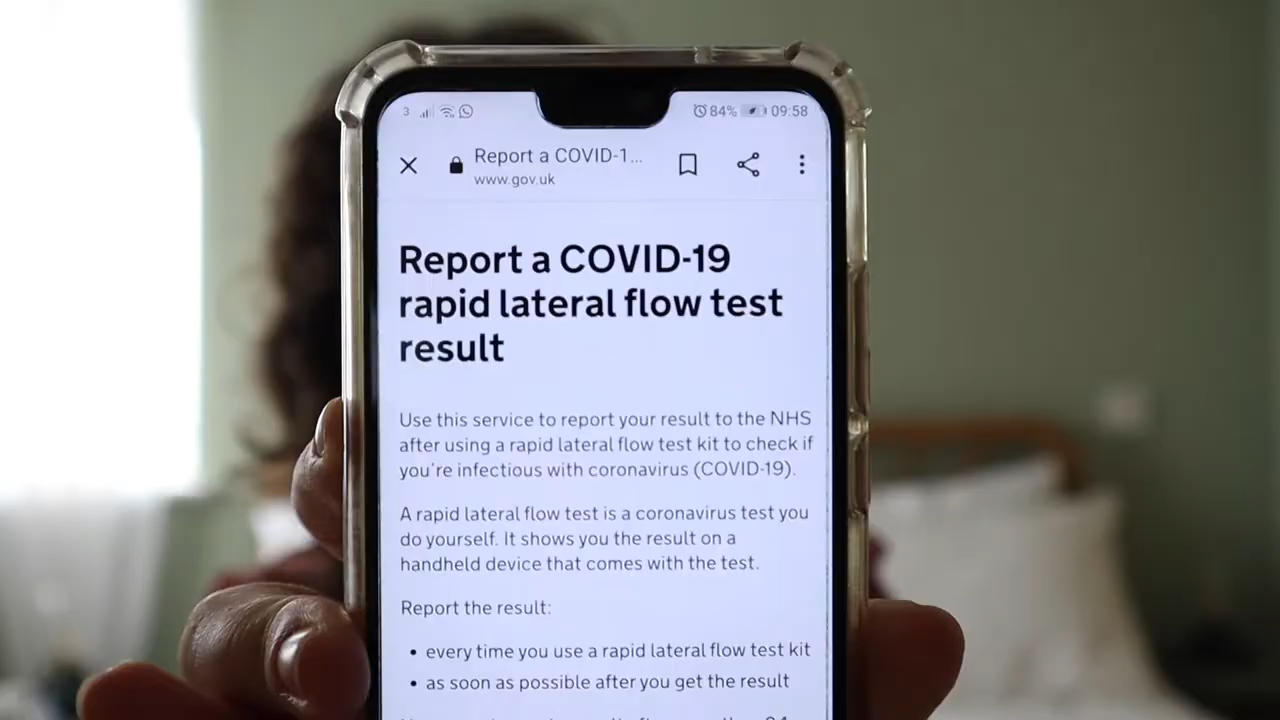 3 84% 09:58
Report a COVID-1...
www.gov.uk
Report a COVID-19
rapid lateral flow test
result
Use this service to report your result to the NHS
after using a rapid lateral flow test kit to check if
you're infectious with coronavirus (COVID-19).
A rapid lateral flow test is a coronavirus test you
do yourself. It shows you the result on a
handheld device that comes with the test.
Report the result:
• every time you use a rapid lateral flow test kit
• as soon as possible after you get the result